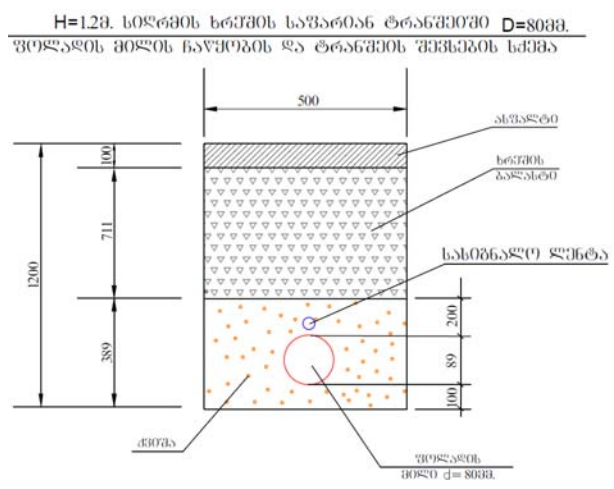 H=1.2მ. სიღრმის ხრეშის საფარიან ტრანშეიში D=80მმ.
ფოლადის მილის ჩაწყობის და ტრანშეის შევსების სქემა
500
ასფალტი
100
ხრეშის
ბალასტი
711
1200
სასიგნალო ლენტა
200
389
89
100
ქვიშა
ფოლადის
მილი d= 80მმ.